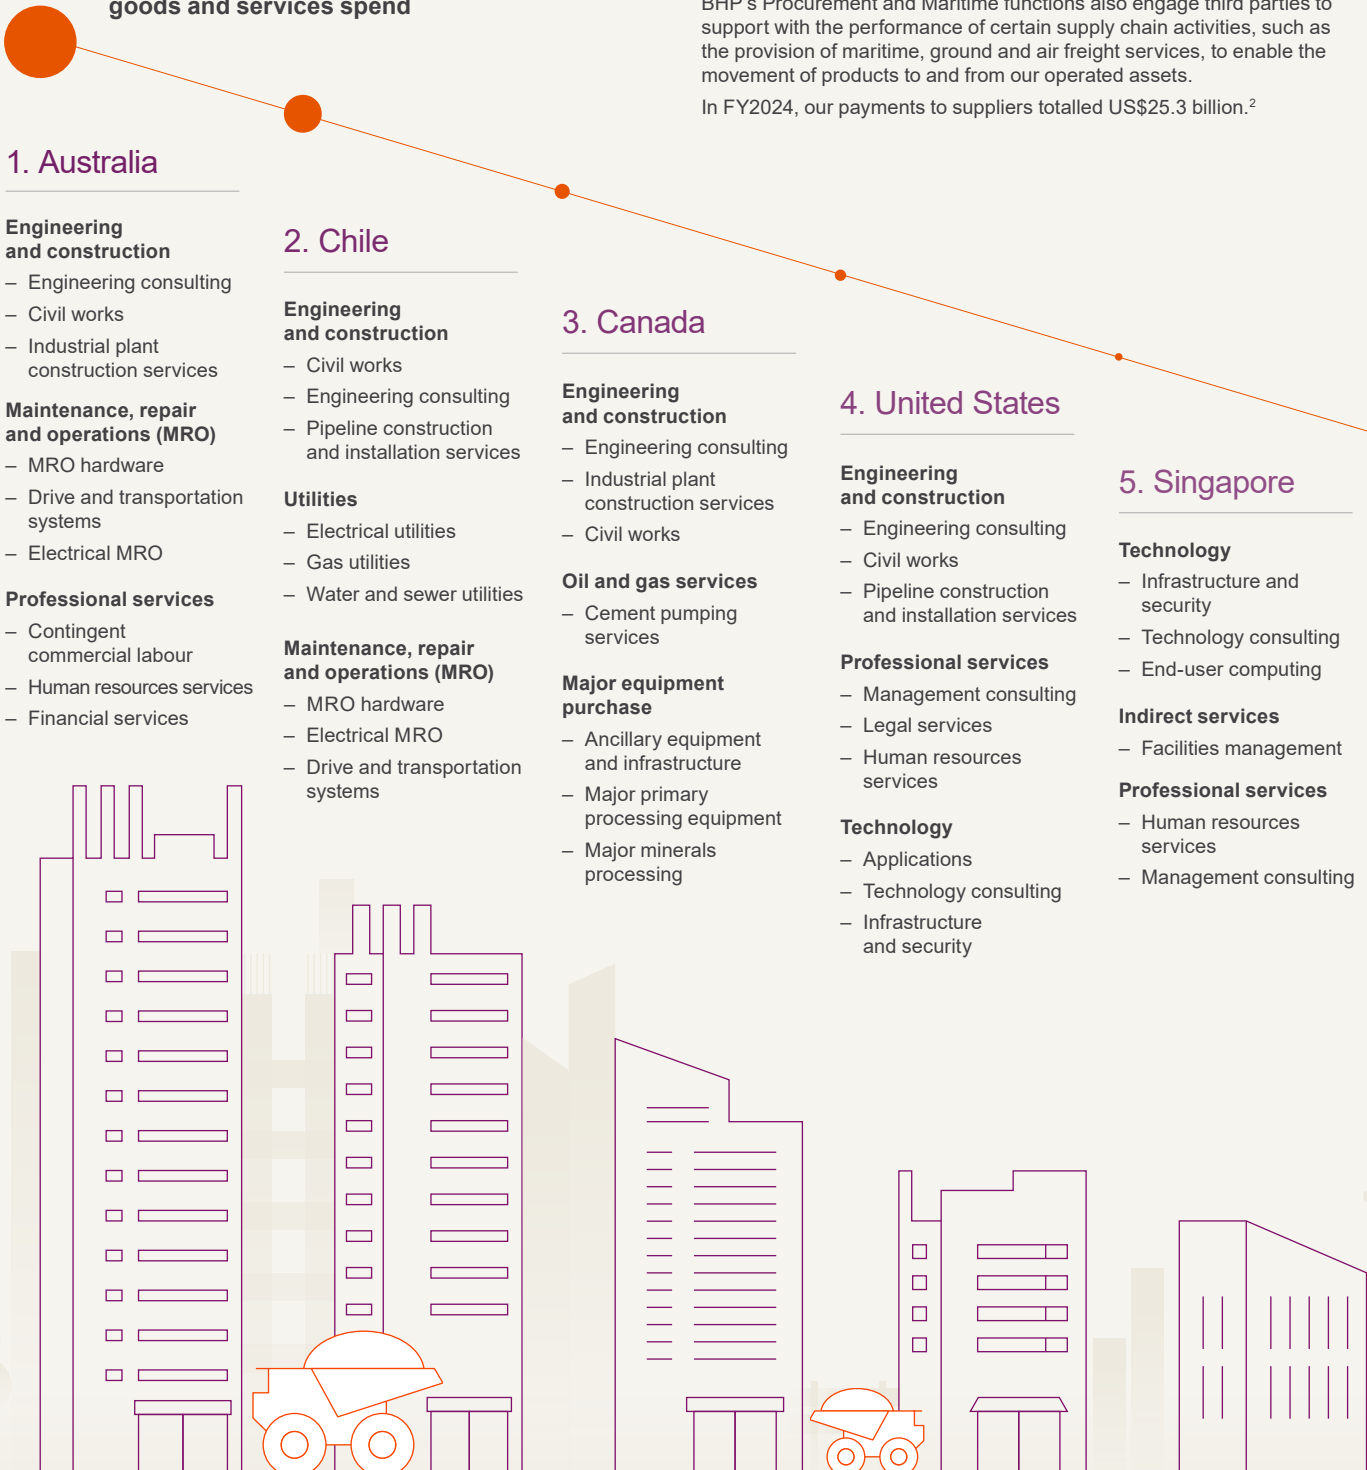 goods and services spend
BHP's Procurement and Maritime functions also engage third parties to
support with the performance of certain supply chain activities, such as
the provision of maritime, ground and air freight services, to enable the
movement of products to and from our operated assets.
In FY2024, our payments to suppliers totalled US$25.3 billion.²
1. Australia
Engineering
and construction
– Engineering consulting
– Civil works
– Industrial plant
construction services
Maintenance, repair
and operations (MRO)
– MRO hardware
– Drive and transportation
systems
– Electrical MRO
Professional services
– Contingent
commercial labour
– Human resources services
– Financial services
2. Chile
Engineering
and construction
– Civil works
– Engineering consulting
– Pipeline construction
and installation services
Utilities
– Electrical utilities
– Gas utilities
– Water and sewer utilities
Maintenance, repair
and operations (MRO)
– MRO hardware
– Electrical MRO
– Drive and transportation
systems
3. Canada
Engineering
and construction
– Engineering consulting
– Industrial plant
construction services
– Civil works
Oil and gas services
– Cement pumping
services
Major equipment
purchase
– Ancillary equipment
and infrastructure
– Major primary
processing equipment
– Major minerals
processing
4. United States
Engineering
and construction
– Engineering consulting
– Civil works
– Pipeline construction
and installation services
Professional services
– Management consulting
– Legal services
– Human resources
services
Technology
– Applications
– Technology consulting
– Infrastructure
and security
5. Singapore
Technology
– Infrastructure and
security
– Technology consulting
– End-user computing
Indirect services
– Facilities management
Professional services
– Human resources
services
– Management consulting